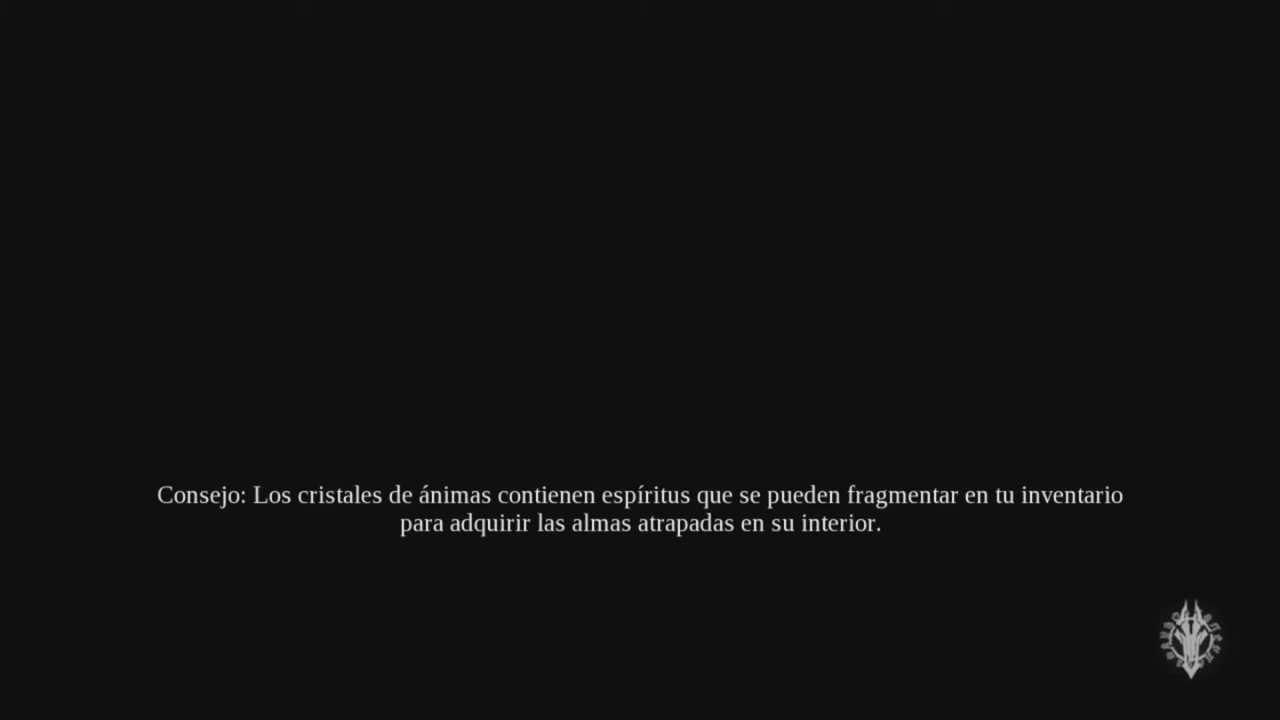 Consejo: Los cristales de ánimas contienen espíritus que se pueden fragmentar en tu inventario
para adquirir las almas atrapadas en su interior.